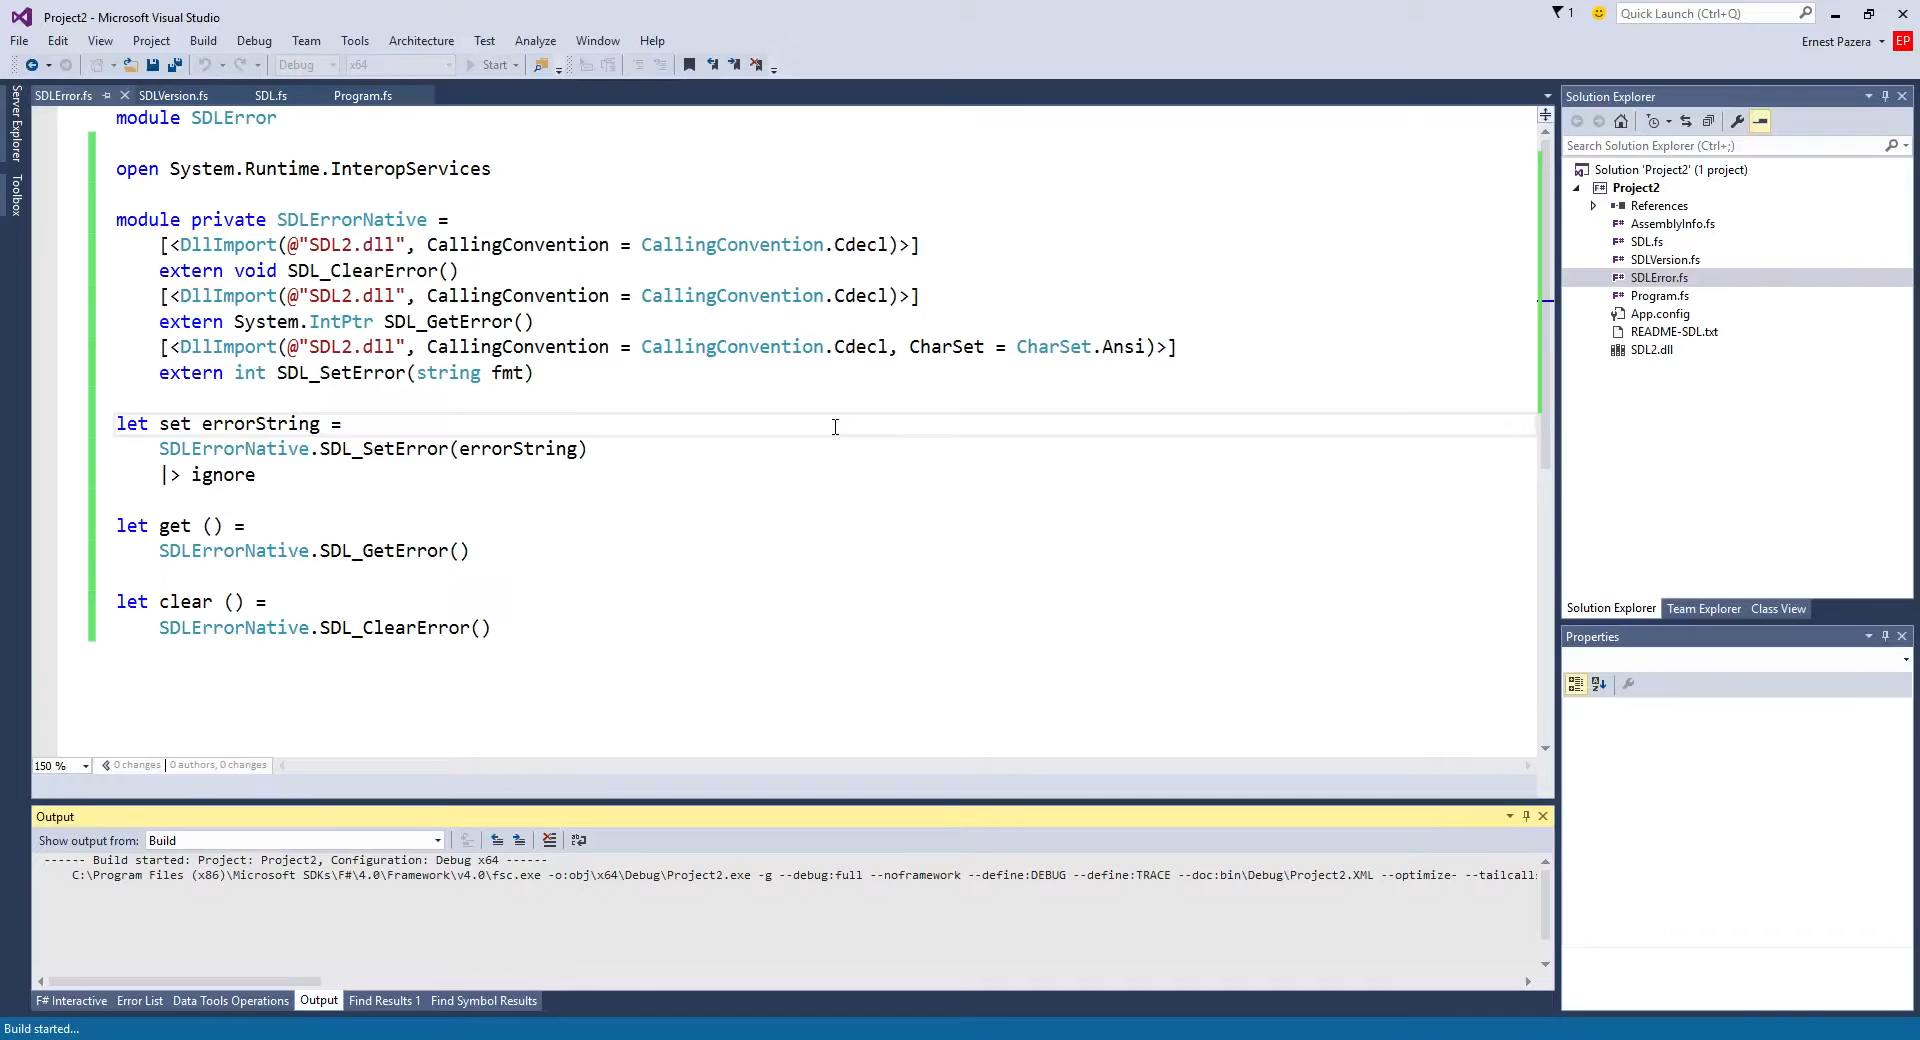 Project2 - Microsoft Visual Studio
1
Quick Launch (Ctrl+Q)
File Edit View Project Build Debug Team Tools Architecture Test Analyze Window Help
Ernest Pazera EP
Debug x64 Start
Server Explorer
Toolbox
SDLError.fs SDLVersion.fs SDL.fs Program.fs
module SDLError
open System.Runtime.InteropServices
module private SDLErrorNative =
[<DllImport(@"SDL2.dll", CallingConvention = CallingConvention.Cdecl)>]
extern void SDL_ClearError()
[<DllImport(@"SDL2.dll", CallingConvention = CallingConvention.Cdecl)>]
extern System.IntPtr SDL_GetError()
[<DllImport(@"SDL2.dll", CallingConvention = CallingConvention.Cdecl, CharSet = CharSet.Ansi)>]
extern int SDL_SetError(string fmt)
let set errorString =
SDLErrorNative.SDL_SetError(errorString)
|> ignore
let get () =
SDLErrorNative.SDL_GetError()
let clear () =
SDLErrorNative.SDL_ClearError()
150 % 0 changes | 0 authors, 0 changes
Solution Explorer
Search Solution Explorer (Ctrl+;)
Solution 'Project2' (1 project)
F# Project2
References
F# AssemblyInfo.fs
F# SDL.fs
F# SDLVersion.fs
F# SDLError.fs
F# Program.fs
App.config
README-SDL.txt
SDL2.dll
Solution Explorer Team Explorer Class View
Properties
Output
Show output from: Build
------ Build started: Project: Project2, Configuration: Debug x64 ------
C:\Program Files (x86)\Microsoft SDKs\F#\4.0\Framework\v4.0\fsc.exe -o:obj\x64\Debug\Project2.exe -g --debug:full --noframework --define:DEBUG --define:TRACE --doc:bin\Debug\Project2.XML --optimize- --tailcall
F# Interactive Error List Data Tools Operations Output Find Results 1 Find Symbol Results
Build started...